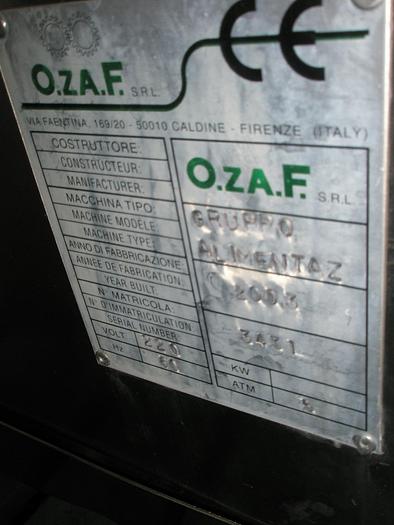 CE
O.ZA.F. S.R.L.
VIA FAENTINA, 169/20 - 50010 CALDINE - FIRENZE (ITALY)
COSTRUTTORE:
CONSTRUCTEUR:
MANIFACTURER:
O.ZA.F. S.R.L.
MACCHINA TIPO:
MACHINE MODÈLE:
MACHINE TYPE:
GRUPPO
ALIMENTAZ
ANNO DI FABBRICAZIONE
ANNÉE DE FABRICATION:
YEAR BUILT:
2003
N° MATRICOLA:
N° D'IMMATRICULATION
SERIAL NUMBER:
3431
VOLT 220
KW
HZ 60
ATM